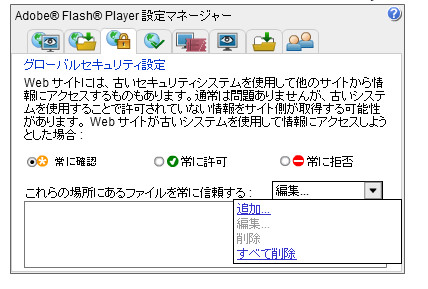 Adobe® Flash® Player 設定マネージャー
グローバルセキュリティ設定
Web サイトには、古いセキュリティシステムを使用して他のサイトから情
報にアクセスするものもあります。通常は問題ありませんが、古いシステ
ムを使用することで許可されていない情報をサイト側が取得する可能性
があります。 Web サイトが古いシステムを使用して情報にアクセスしよう
とした場合 :
常に確認 常に許可 常に拒否
これらの場所にあるファイルを常に信頼する : 編集...
追加...
編集...
削除
すべて削除